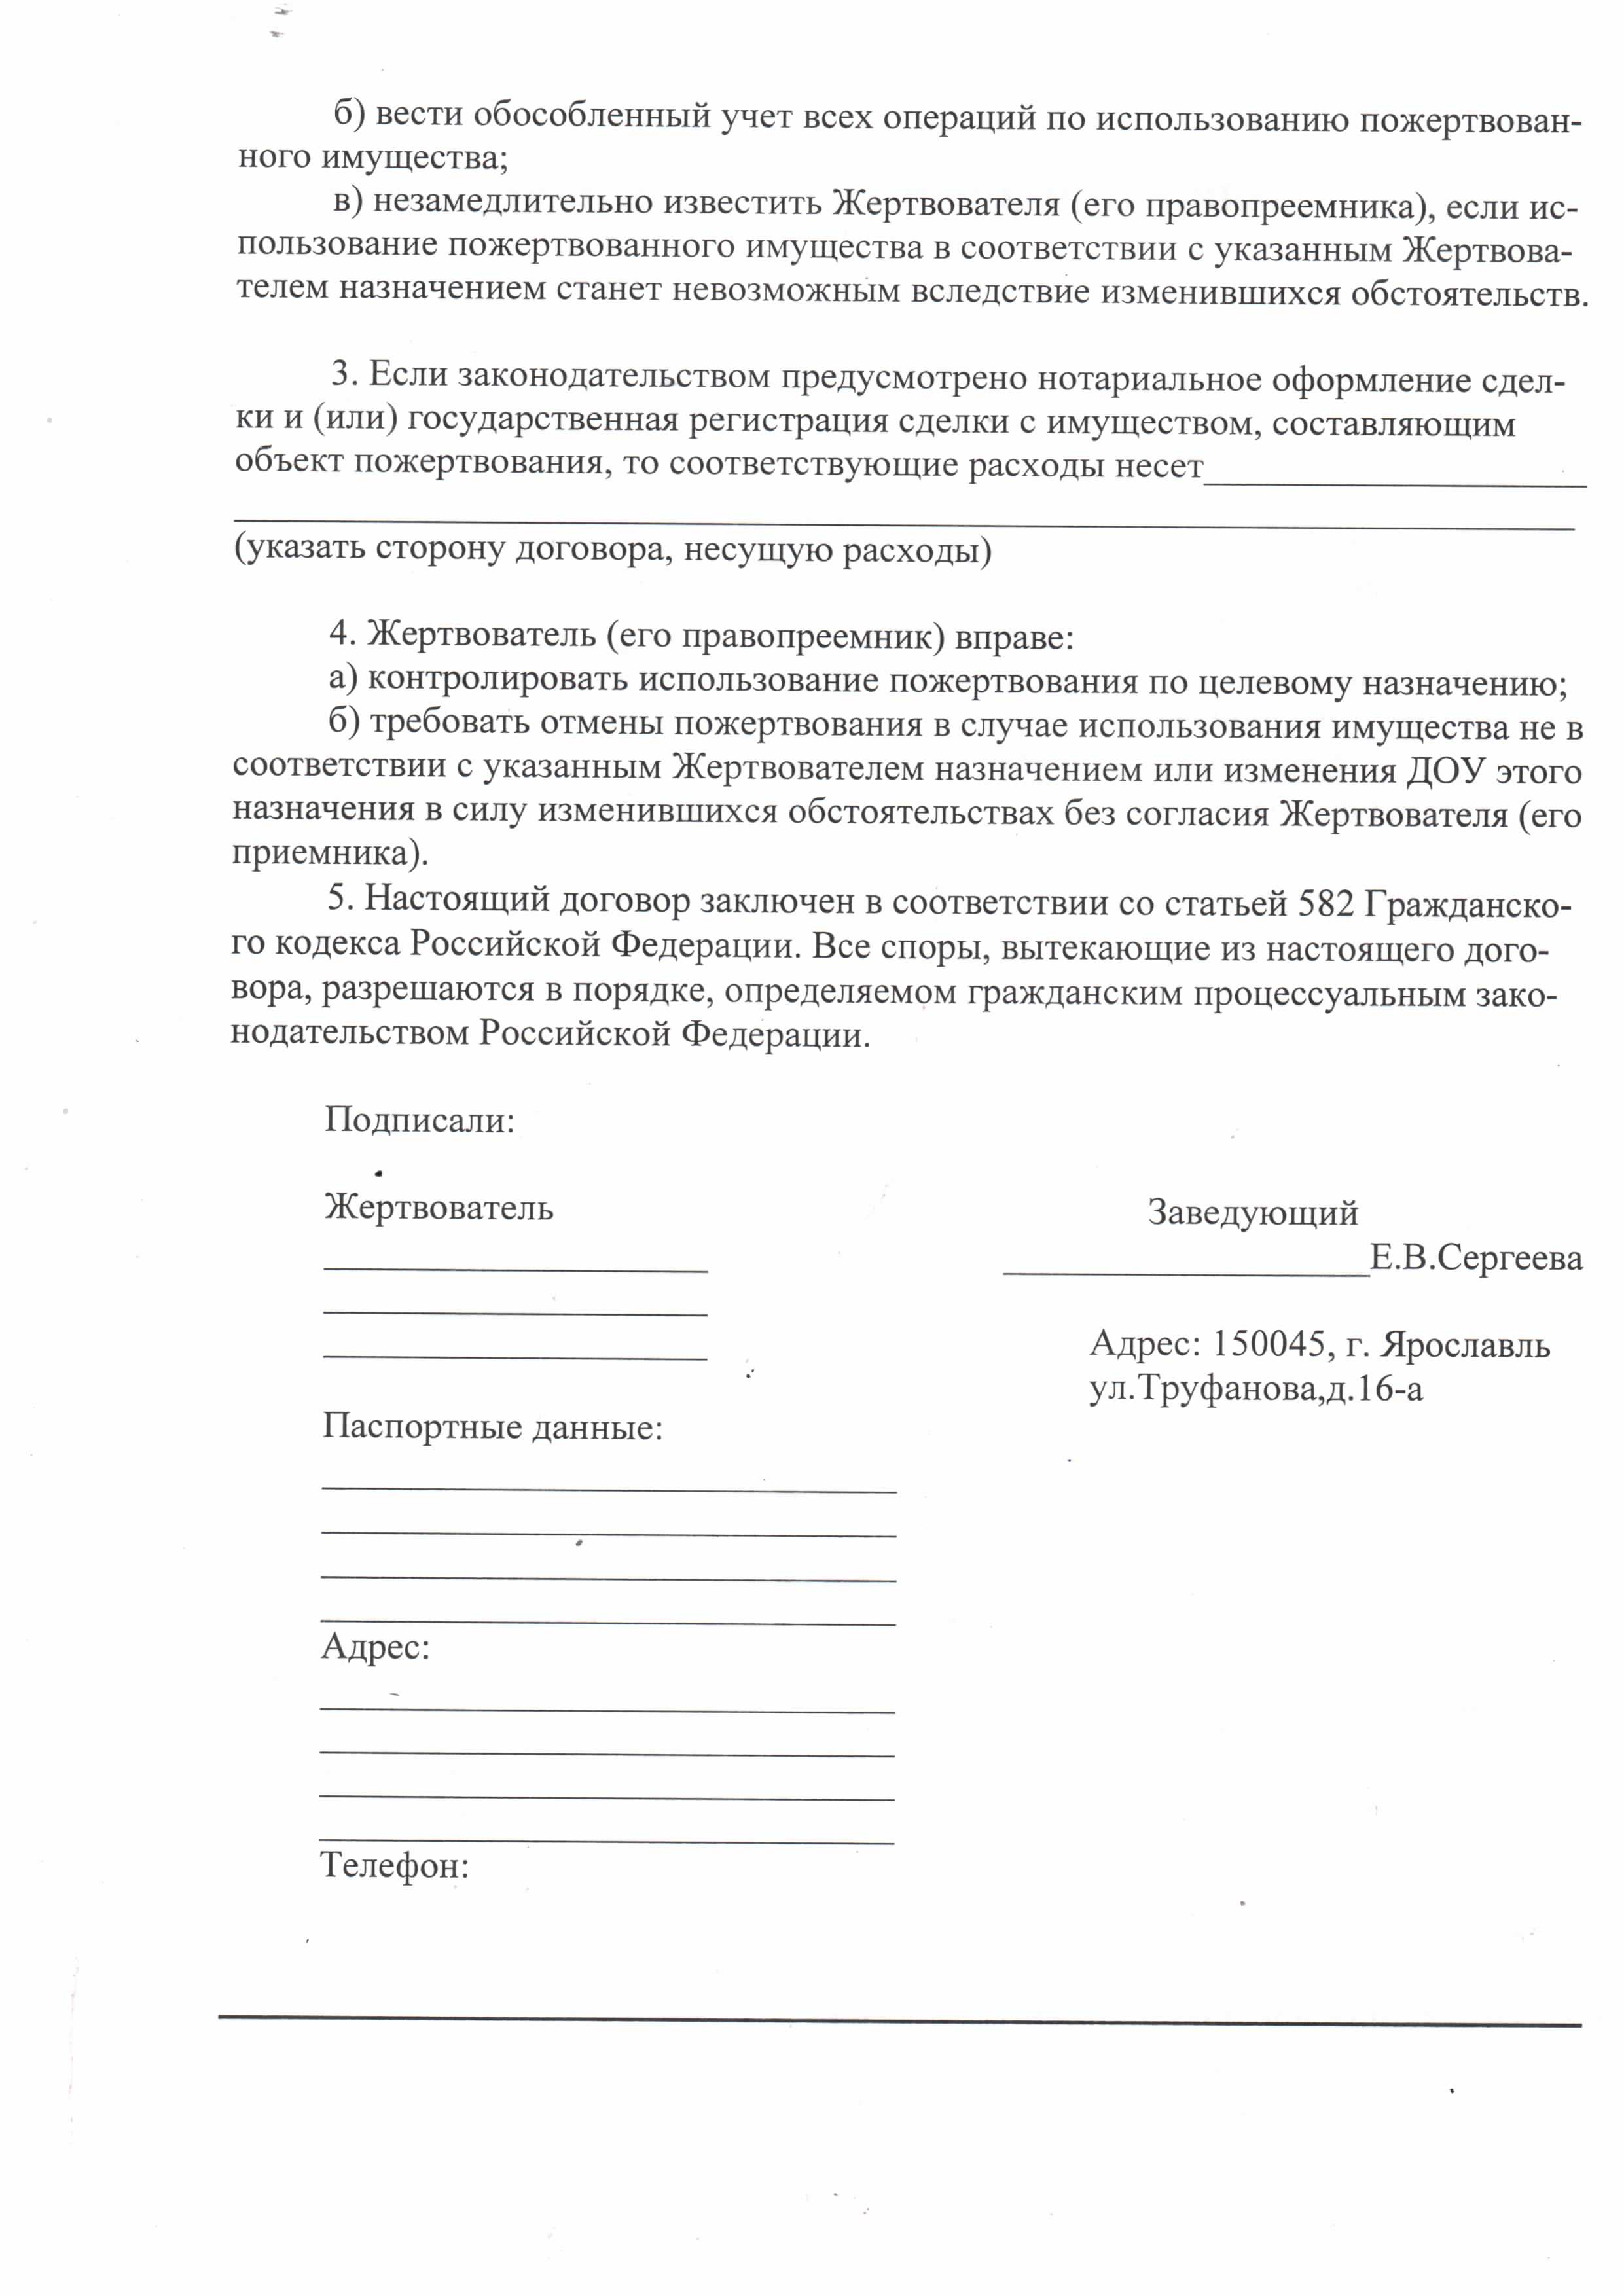 б) вести обособленный учет всех операций по использованию пожертвован-
ного имущества;
в) незамедлительно известить Жертвователя (его правопреемника), если ис-
пользование пожертвованного имущества в соответствии с указанным Жертвова-
телем назначением станет невозможным вследствие изменившихся обстоятельств.
3. Если законодательством предусмотрено нотариальное оформление сдел-
ки и (или) государственная регистрация сделки с имуществом, составляющим
объект пожертвования, то соответствующие расходы несет
(указать сторону договора, несущую расходы)
4. Жертвователь (его правопреемник) вправе:
а) контролировать использование пожертвования по целевому назначению;
б) требовать отмены пожертвования в случае использования имущества не в
соответствии с указанным Жертвователем назначением или изменения ДОУ этого
назначения в силу изменившихся обстоятельствах без согласия Жертвователя (его
приемника).
5. Настоящий договор заключен в соответствии со статьей 582 Гражданско-
го кодекса Российской Федерации. Все споры, вытекающие из настоящего дого-
вора, разрешаются в порядке, определяемом гражданским процессуальным зако-
нодательством Российской Федерации.
Подписали:
Жертвователь
Заведующий
Е.В.Сергеева
Адрес: 150045, г. Ярославль
ул.Труфанова,д.16-а
Паспортные данные:
Адрес:
Телефон: